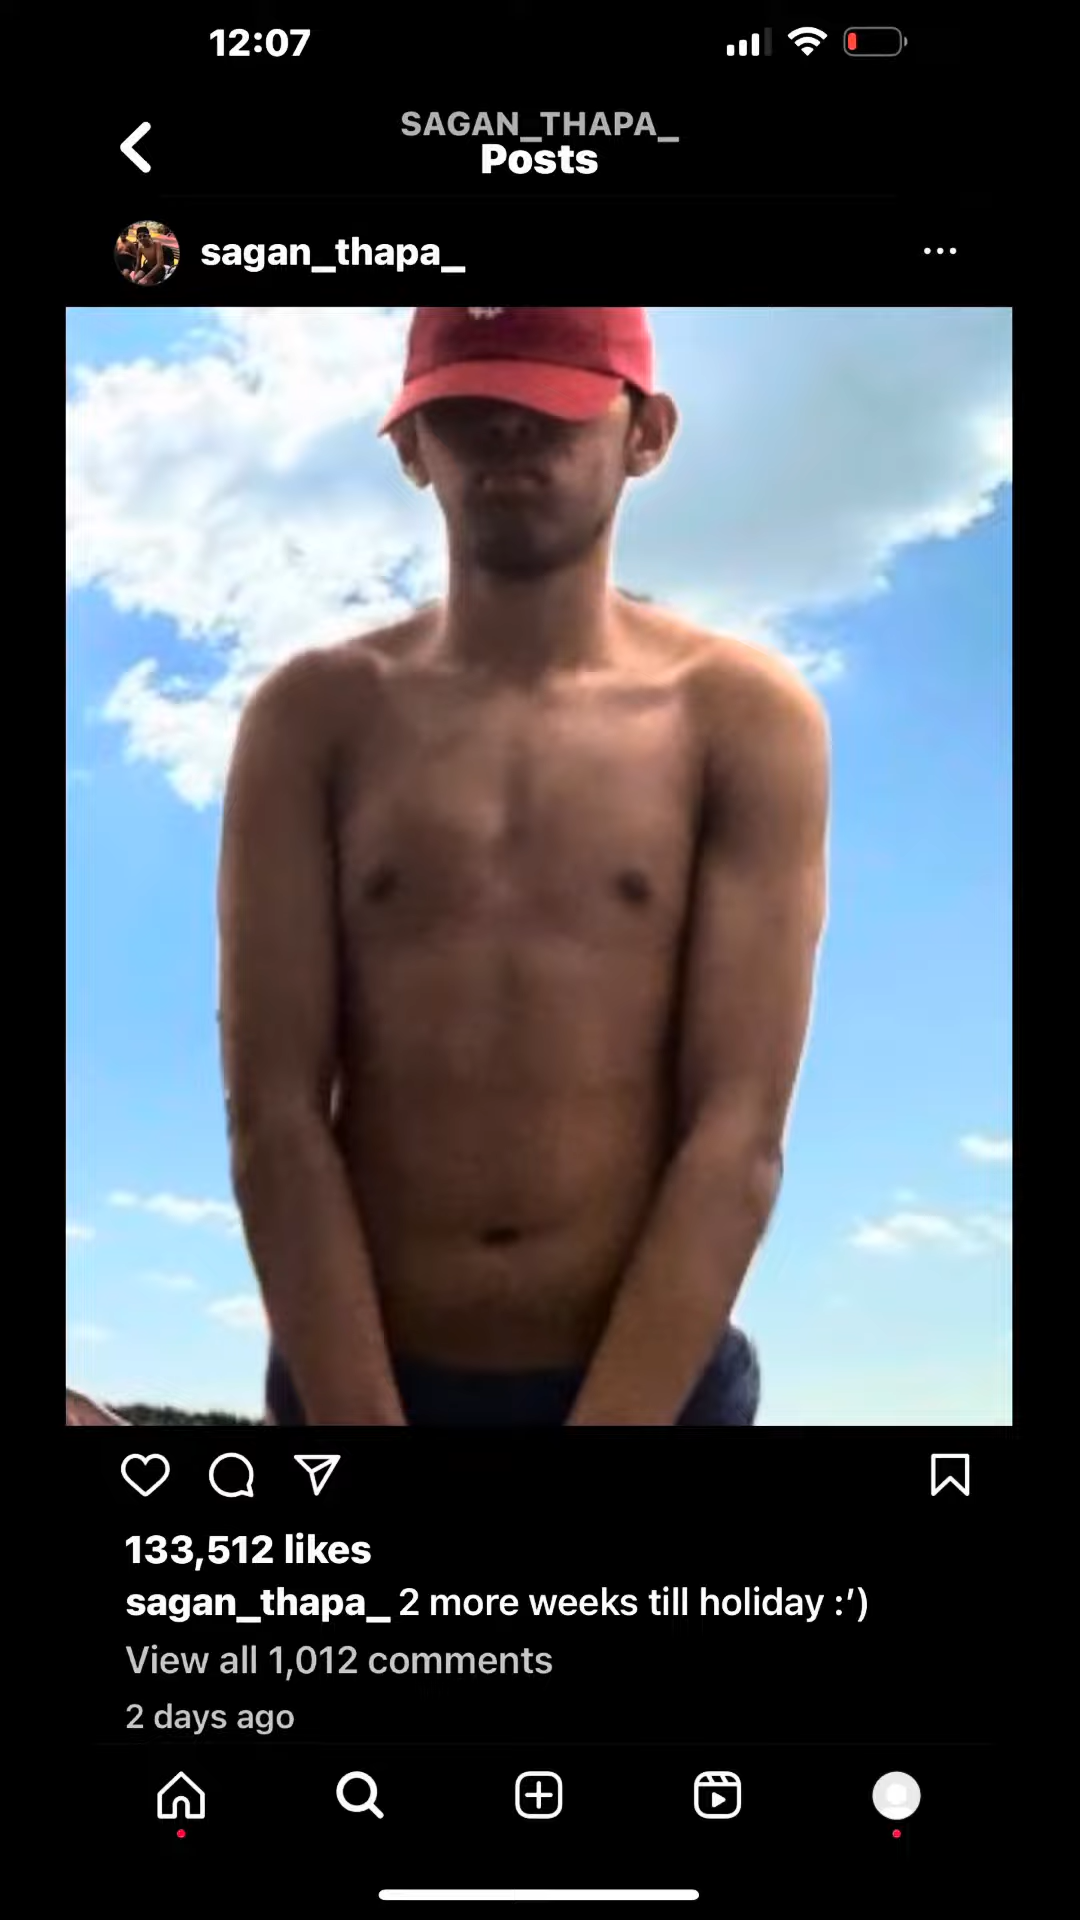 12:07
SAGAN_THAPA_
Posts
sagan_thapa_
133,512 likes
sagan_thapa_ 2 more weeks till holiday :’)
View all 1,012 comments
2 days ago